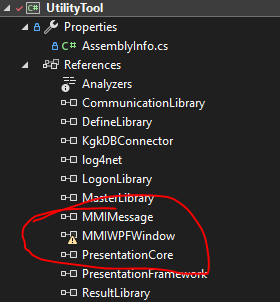 C# UtilityTool
Properties
C# AssemblyInfo.cs
References
Analyzers
CommunicationLibrary
DefineLibrary
KgkDBConnector
log4net
LogonLibrary
MasterLibrary
MMIMessage
MMIWPFWindow
PresentationCore
PresentationFramework
ResultLibrary